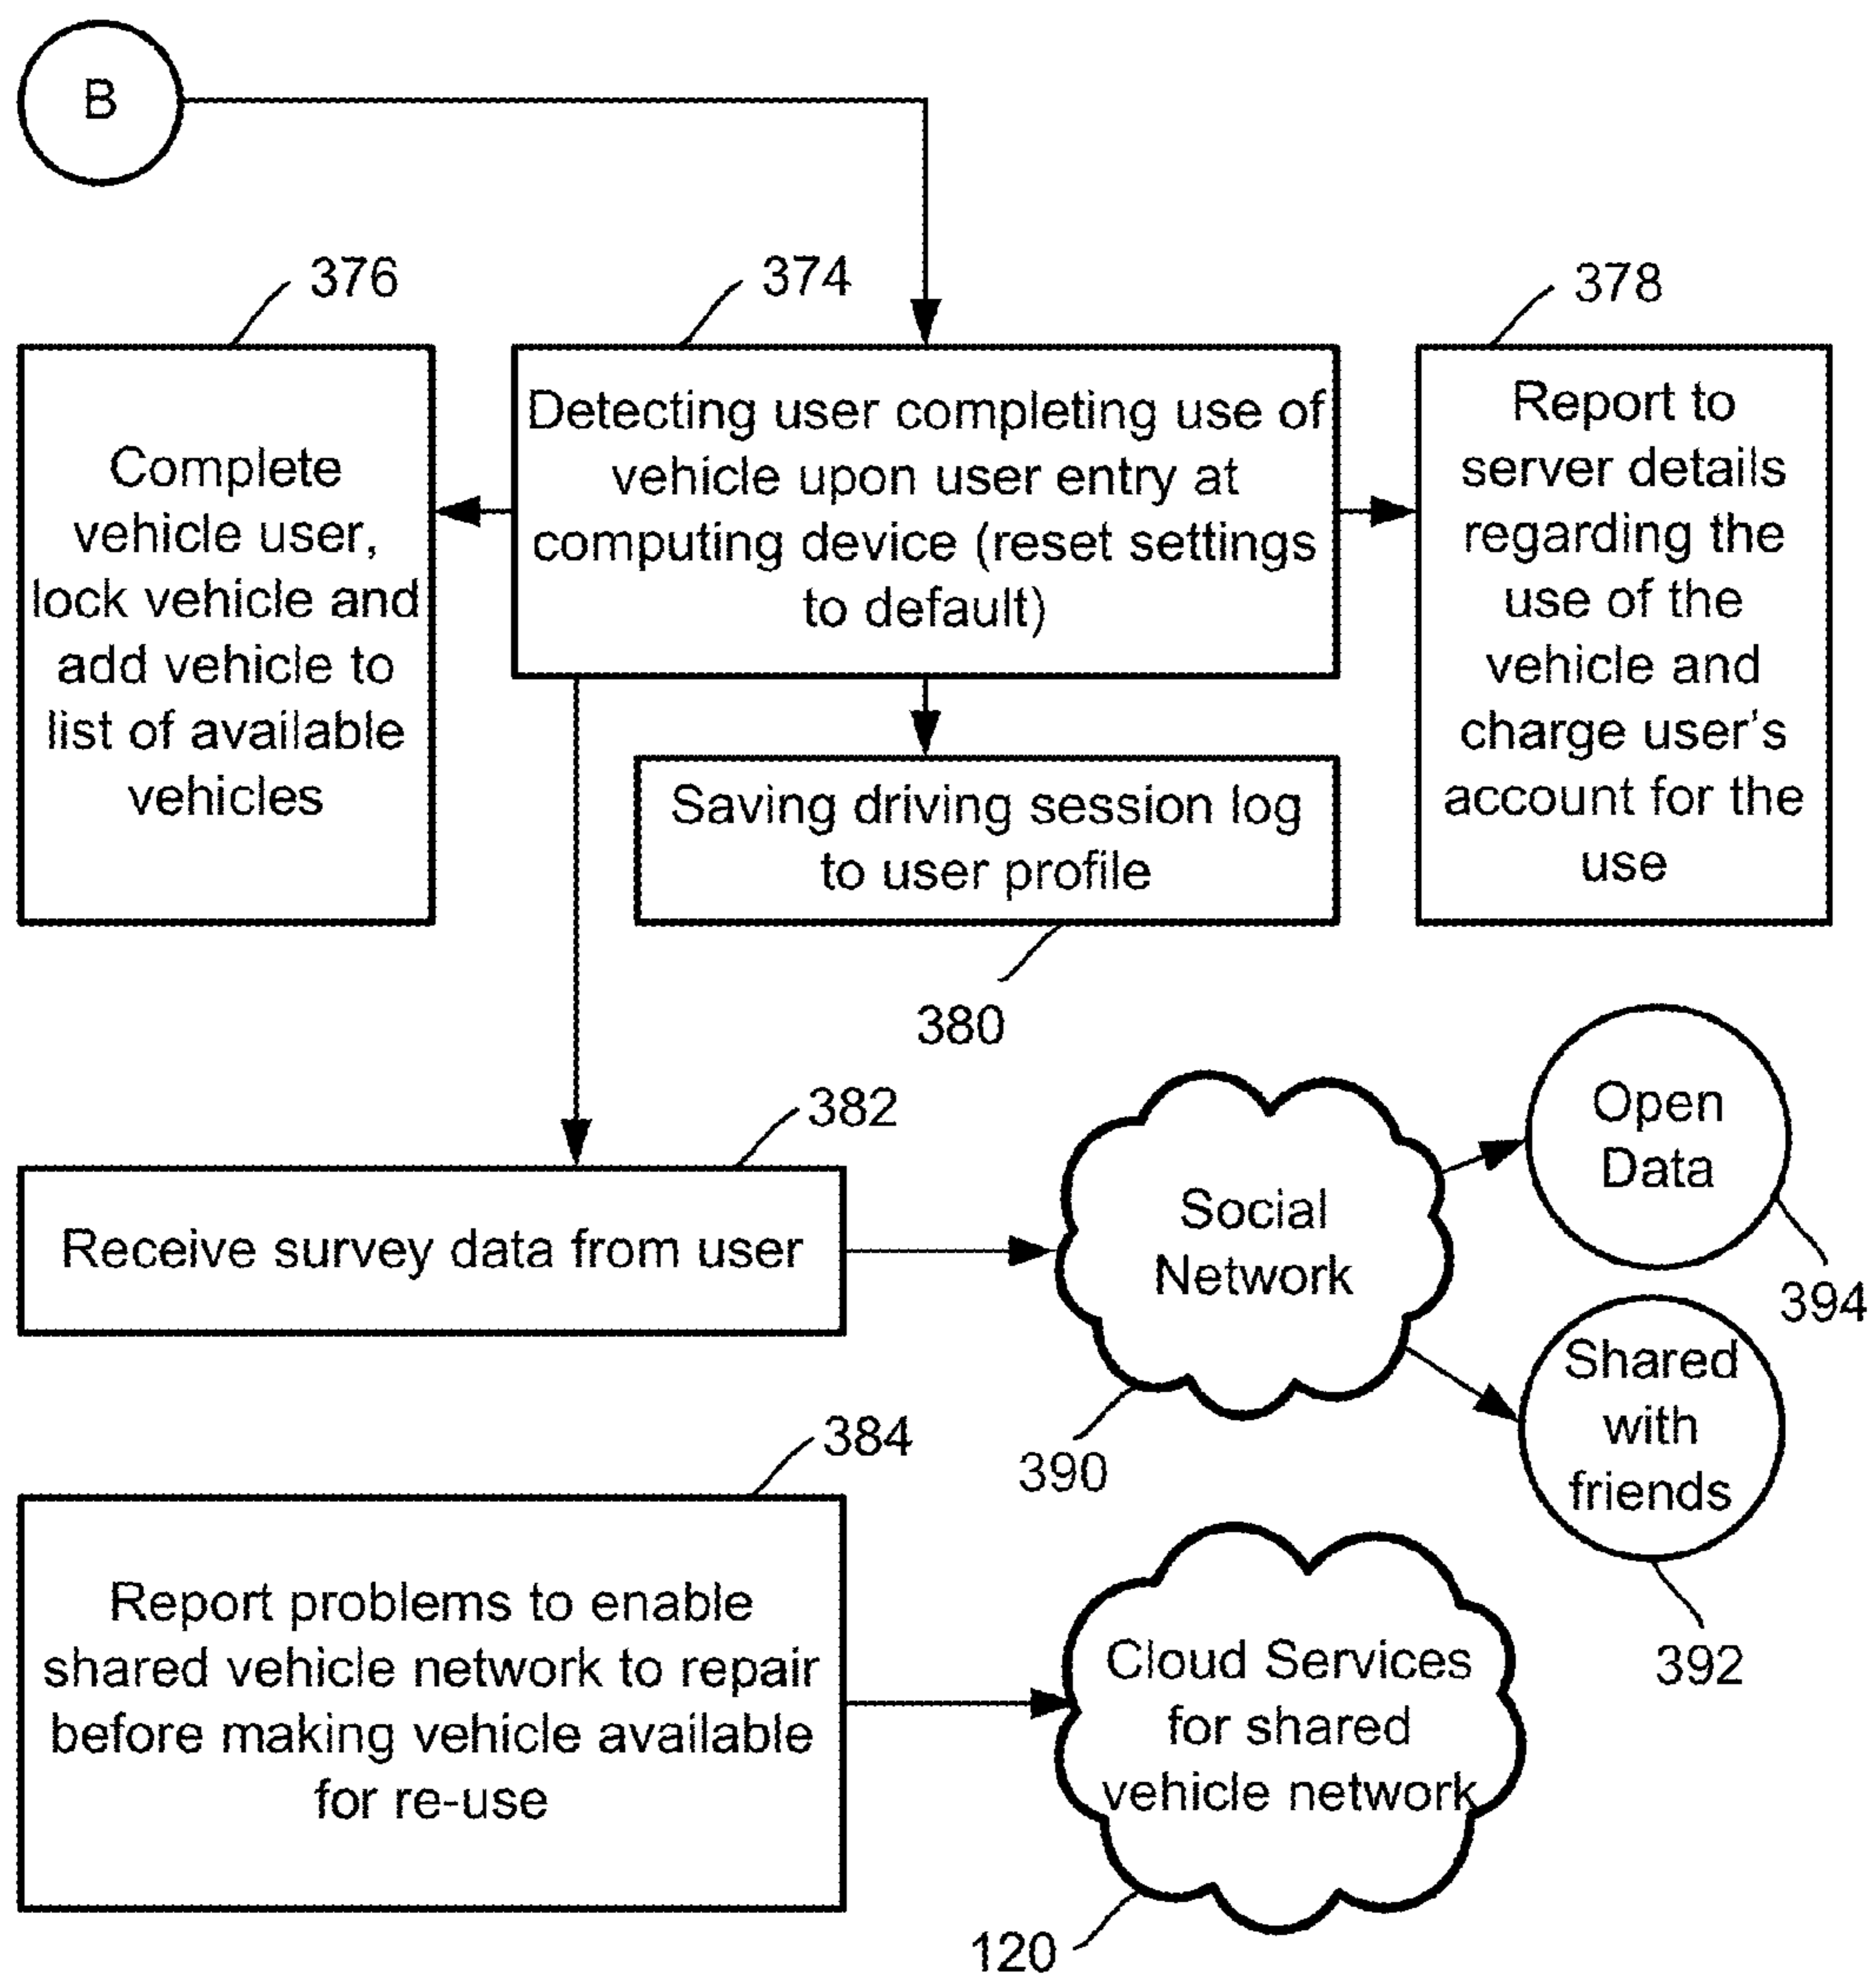 B
376
374
378
Complete
vehicle user,
lock vehicle and
add vehicle to
list of available
vehicles
Detecting user completing use of
vehicle upon user entry at
computing device (reset settings
to default)
Report to
server details
regarding the
use of the
vehicle and
charge user's
account for the
use
Saving driving session log
to user profile
380
382
Receive survey data from user
Social
Network
390
Open
Data
394
Shared
with
friends
392
384
Report problems to enable
shared vehicle network to repair
before making vehicle available
for re-use
Cloud Services
for shared
vehicle network
120